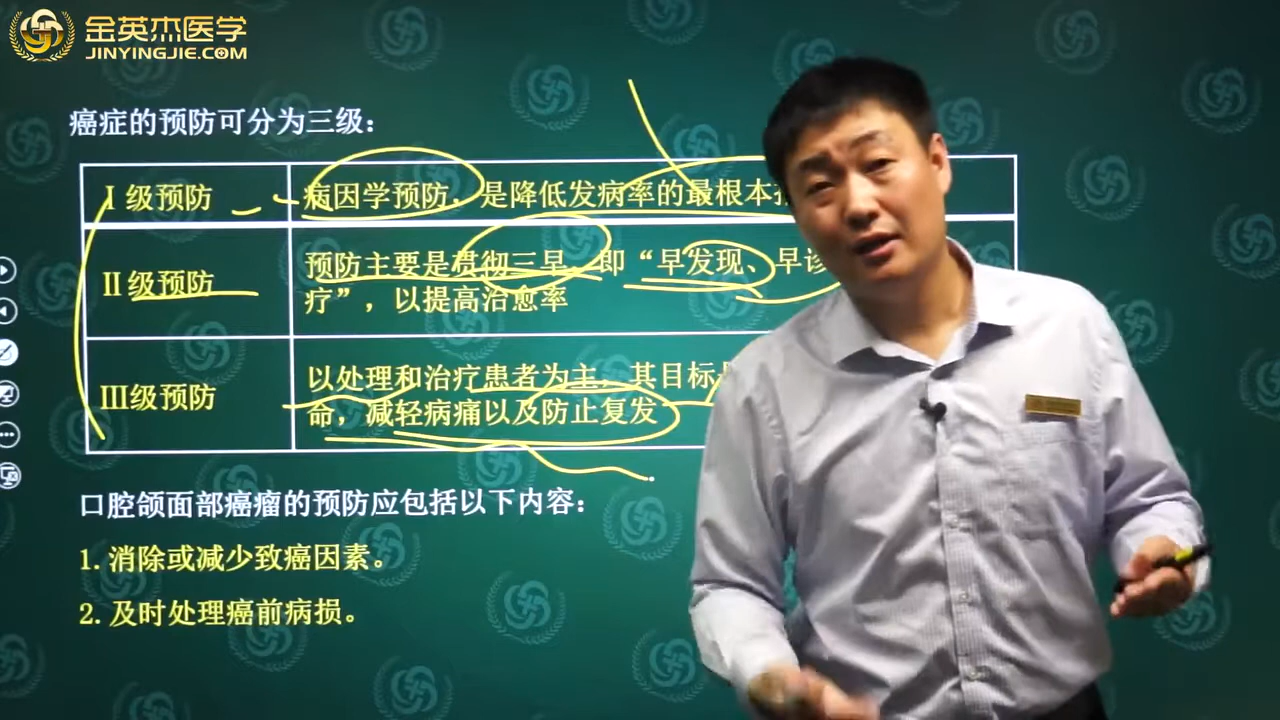 金英杰医学
JINYINGJIE.COM
癌症的预防可分为三级：
Ⅰ级预防
病因学预防，是降低发病率的最根本
Ⅱ级预防
预防主要是贯彻三早，即“早发现、早诊
疗”，以提高治愈率
Ⅲ级预防
以处理和治疗患者为主，其目标
命，减轻病痛以及防止复发
口腔颌面部癌瘤的预防应包括以下内容：
1. 消除或减少致癌因素。
2. 及时处理癌前病损。